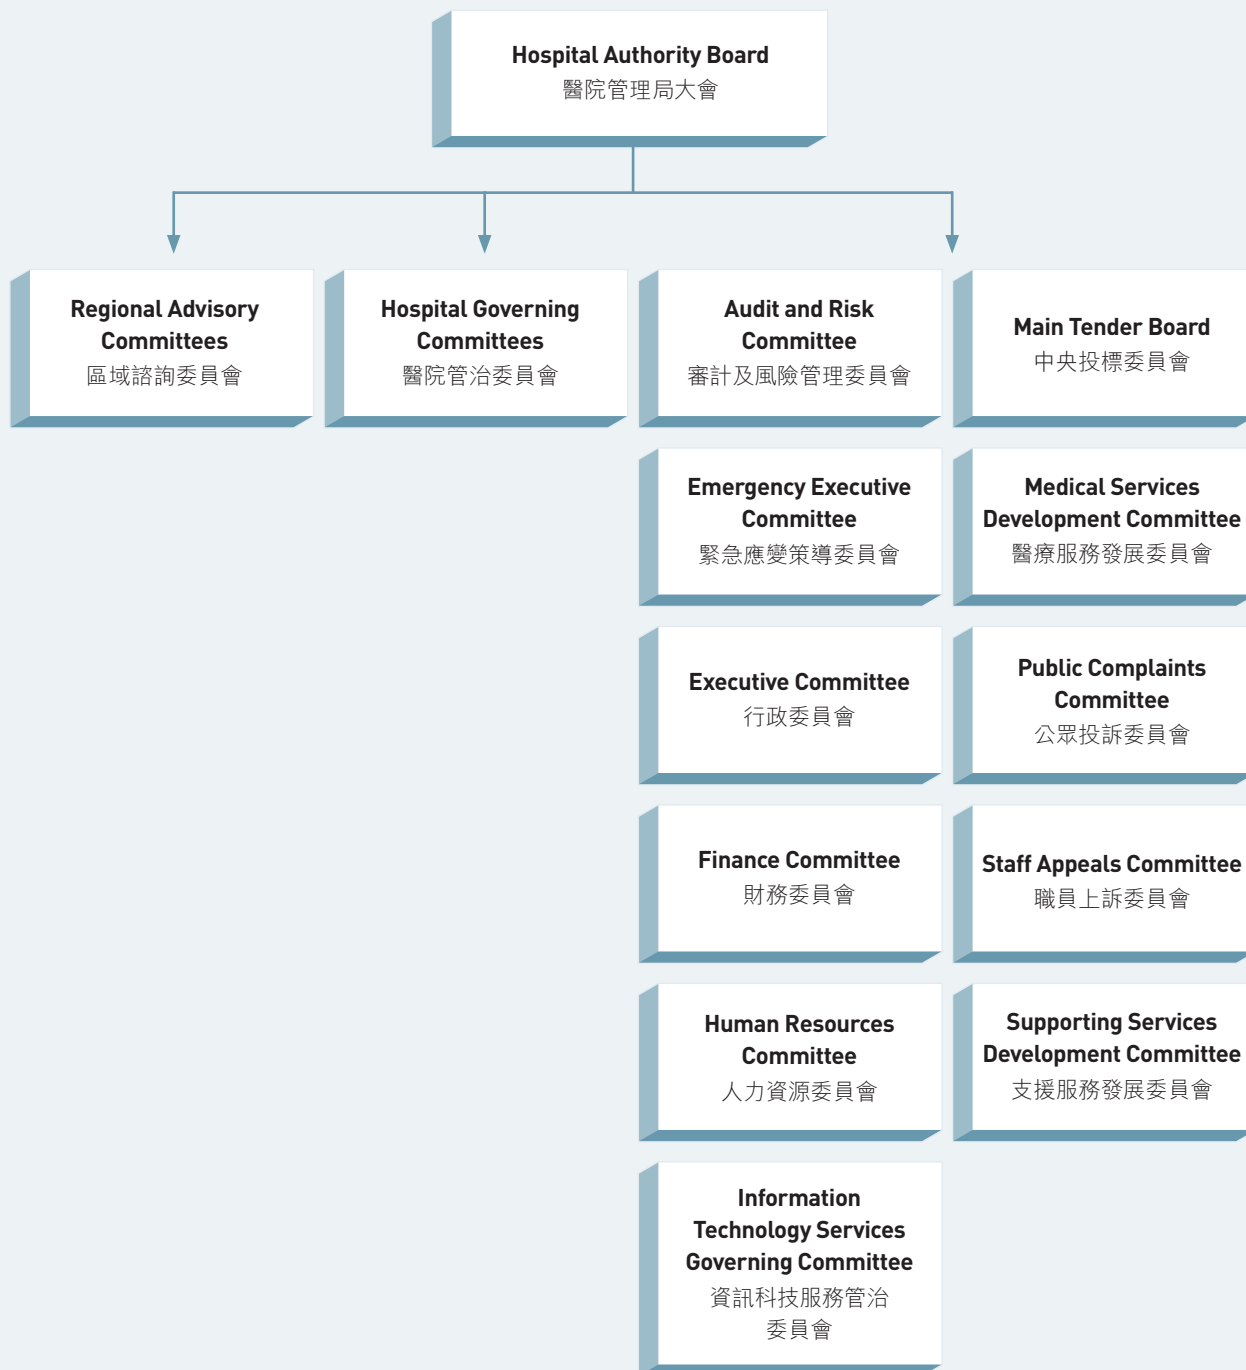 Hospital Authority Board
醫院管理局大會
Regional Advisory
Committees
區域諮詢委員會
Hospital Governing
Committees
醫院管治委員會
Audit and Risk
Committee
審計及風險管理委員會
Main Tender Board
中央投標委員會
Emergency Executive
Committee
緊急應變策導委員會
Medical Services
Development Committee
醫療服務發展委員會
Executive Committee
行政委員會
Public Complaints
Committee
公眾投訴委員會
Finance Committee
財務委員會
Staff Appeals Committee
職員上訴委員會
Human Resources
Committee
人力資源委員會
Supporting Services
Development Committee
支援服務發展委員會
Information
Technology Services
Governing Committee
資訊科技服務管治
委員會